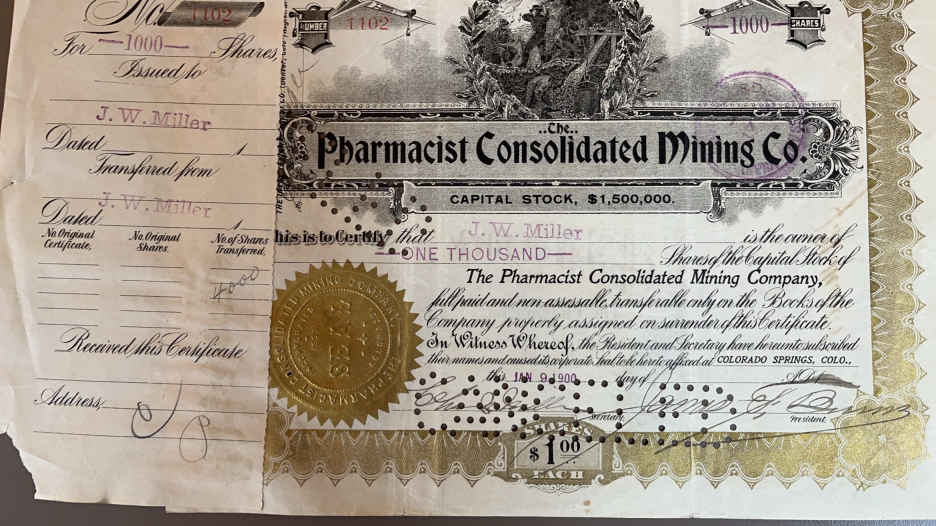 No. 1102
For —1000— Shares,
Issued to
J. W. Miller
Dated 1
Transferred from
J. W. Miller
Dated 1
No. Original Certificate.
No. Original Shares.
No. of Shares Transferred.
4000
Received this Certificate
Address,
NUMBER
1102
—1000—
SHARES
..The..
Pharmacist Consolidated Mining Co.
CAPITAL STOCK, $1,500,000.
This is to Certify that J. W. Miller is the owner of
—ONE THOUSAND— Shares of the Capital Stock of
The Pharmacist Consolidated Mining Company,
full paid and non assessable, transferable only on the Books of the
Company properly assigned on surrender of this Certificate.
In Witness Whereof, the President and Secretary have hereunto subscribed
their names and caused its corporate Seal to be hereto affixed at COLORADO SPRINGS, COLO.,
this JAN 9 1900 day of A.D.
Secretary
President
SEAL
SHARES
$1.00
EACH